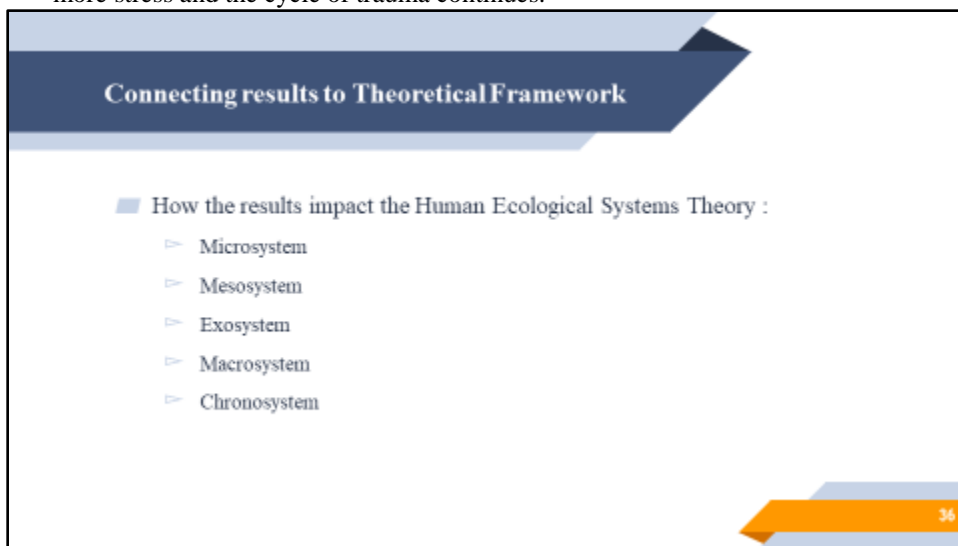 more stress and the cycle of trauma continues.
Connecting results to Theoretical Framework
How the results impact the Human Ecological Systems Theory :
Microsystem
Mesosystem
Exosystem
Macrosystem
Chronosystem
36